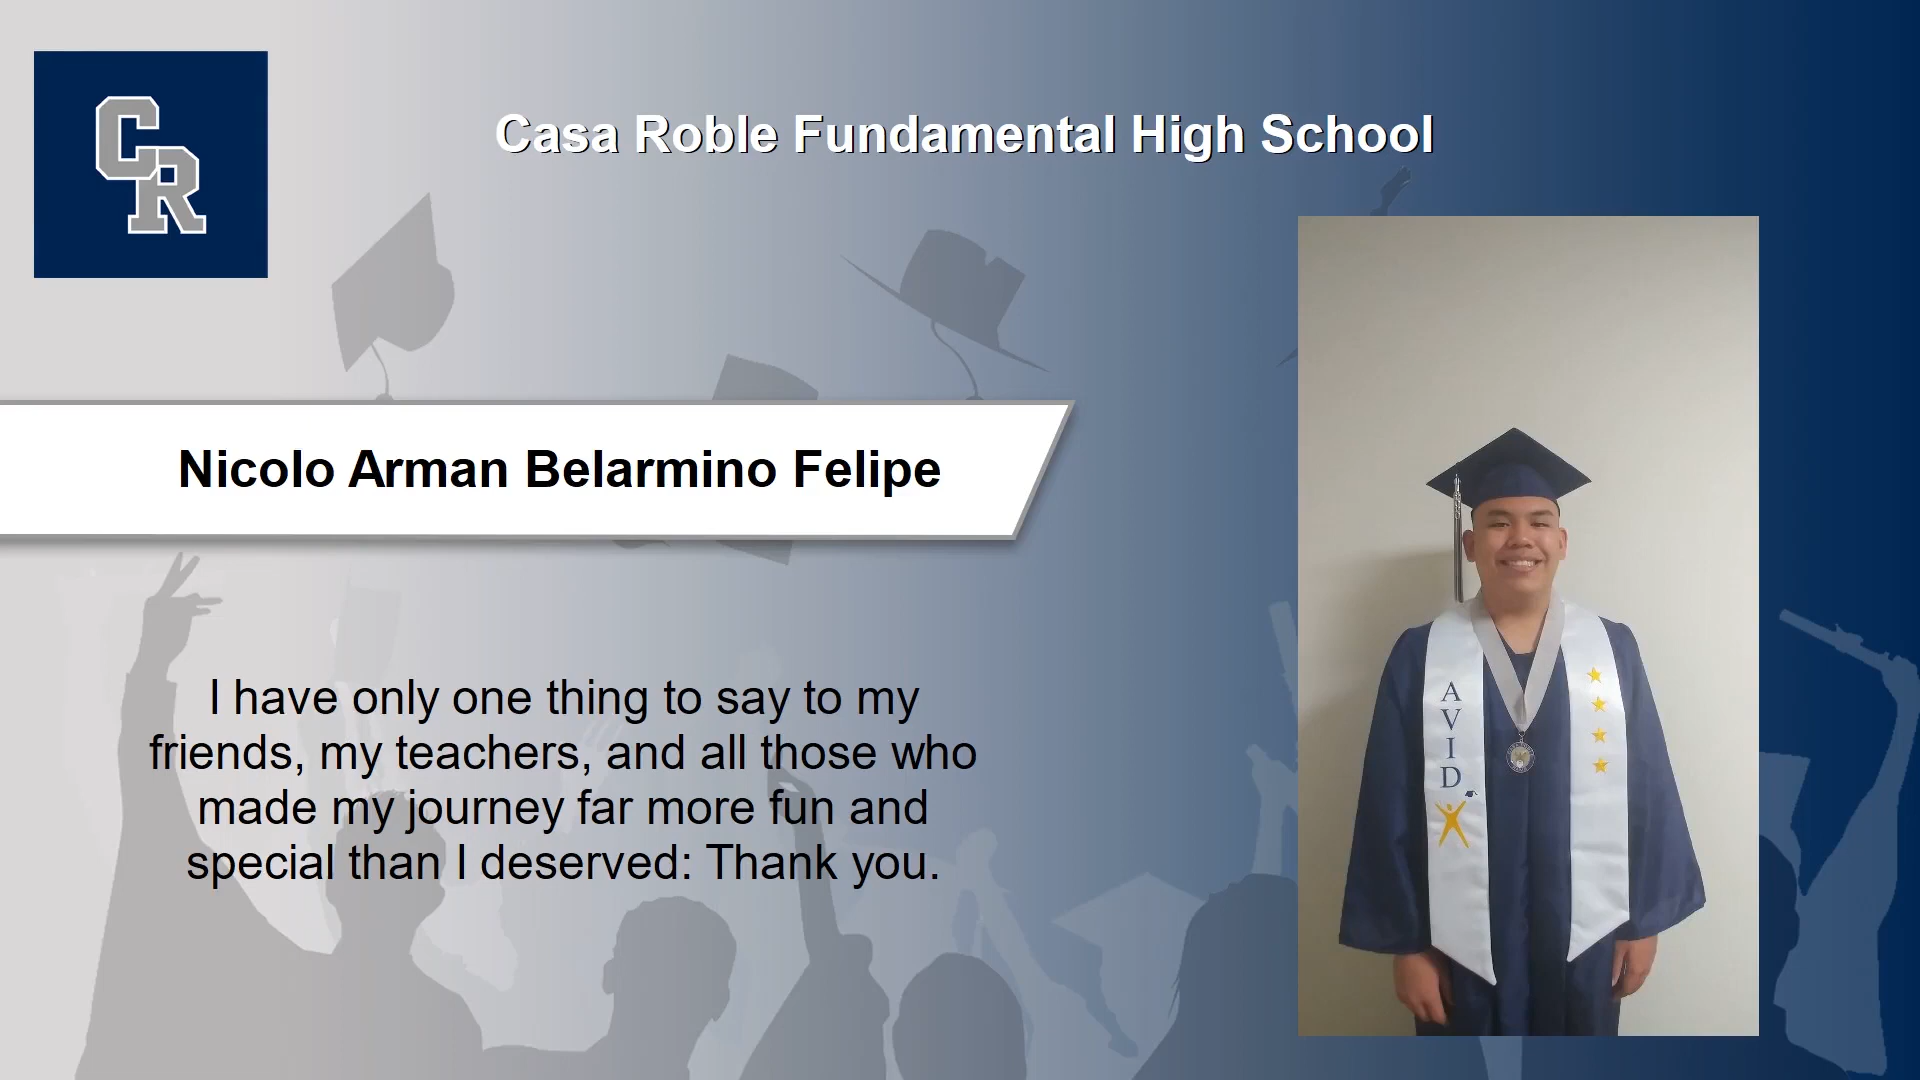 CR
Casa Roble Fundamental High School
Nicolo Arman Belarmino Felipe
I have only one thing to say to my
friends, my teachers, and all those who
made my journey far more fun and
special than I deserved: Thank you.
AVID